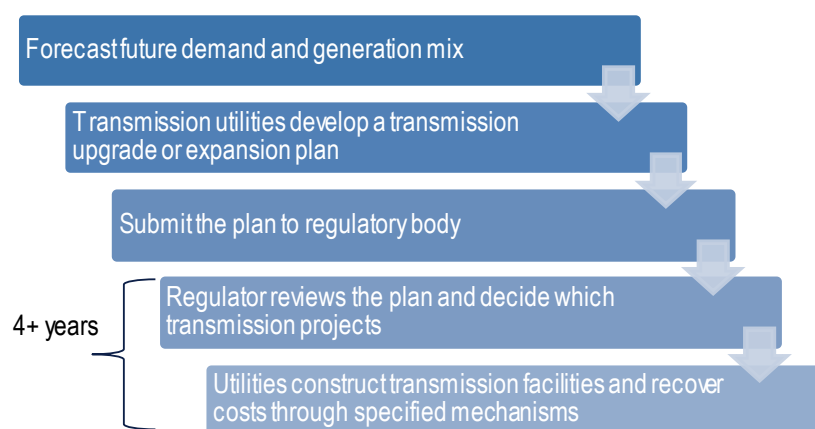 Forecast future demand and generation mix
Transmission utilities develop a transmission
upgrade or expansion plan
Submit the plan to regulatory body
4+ years
Regulator reviews the plan and decide which
transmission projects
Utilities construct transmission facilities and recover
costs through specified mechanisms